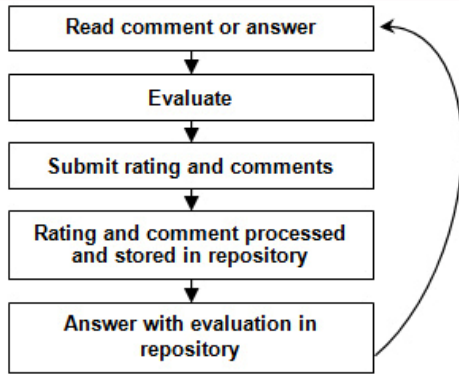 Read comment or answer
Evaluate
Submit rating and comments
Rating and comment processed
and stored in repository
Answer with evaluation in
repository